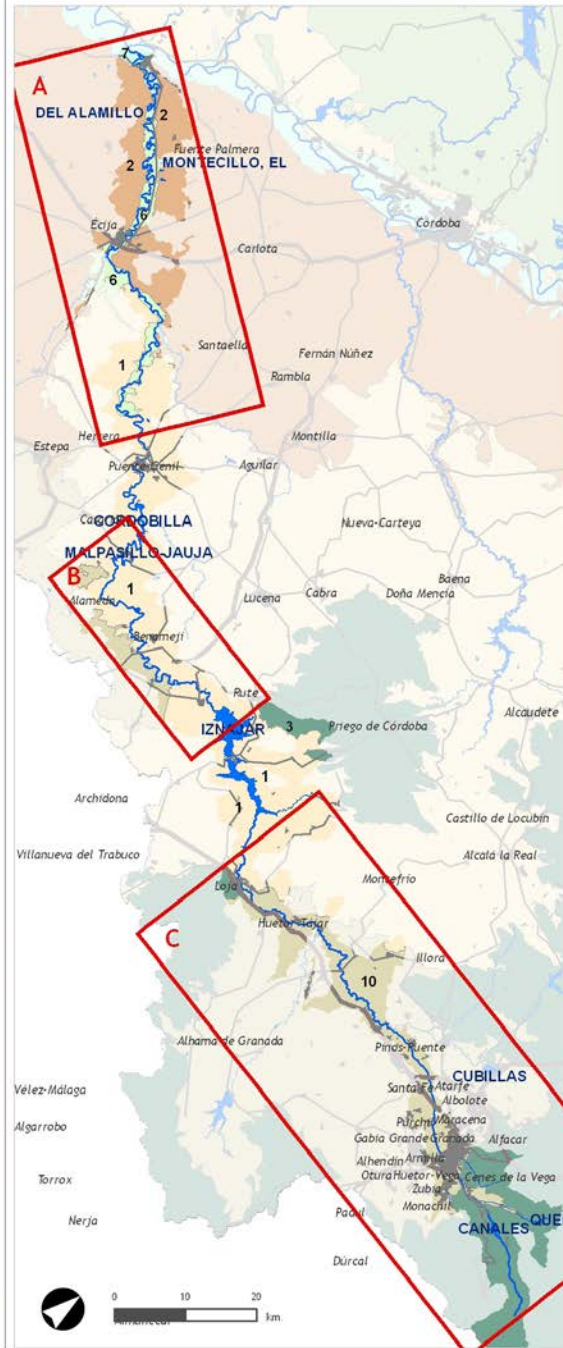 7
A
DEL ALAMILLO
2
Fuente Palmera
2
MONTECILLO, EL
6
Écija
Córdoba
Carlota
6
Santaella
1
Fernán Núñez
Rambla
Herrera
Montilla
Estepa
Puente Genil
Aguilar
CORDOBILLA
Nueva-Carteya
MALPASILLO-JAUJA
B
1
Baena
Doña Mencía
Alameda
Lucena
Cabra
Benamejí
Rute
Alcaudete
IZNAJAR
3
Priego de Córdoba
1
Archidona
1
Castillo de Locubín
Villanueva del Trabuco
Alcalá la Real
Montefrío
Loja
C
Huetor-Tajar
Illora
10
Alhama de Granada
Pinos-Puente
CUBILLAS
Vélez-Málaga
Santa Fe
Atarfe
Albolote
Maracena
Algarrobo
Gabia Grande
Granada
Alfacar
Alhendín
Armilla
Otura
Huetor-Vega
Cenes de la Vega
Torrox
Zubia
Monachil
Nerja
Padul
CANALES
QUE
Dúrcal
0
10
20
km.